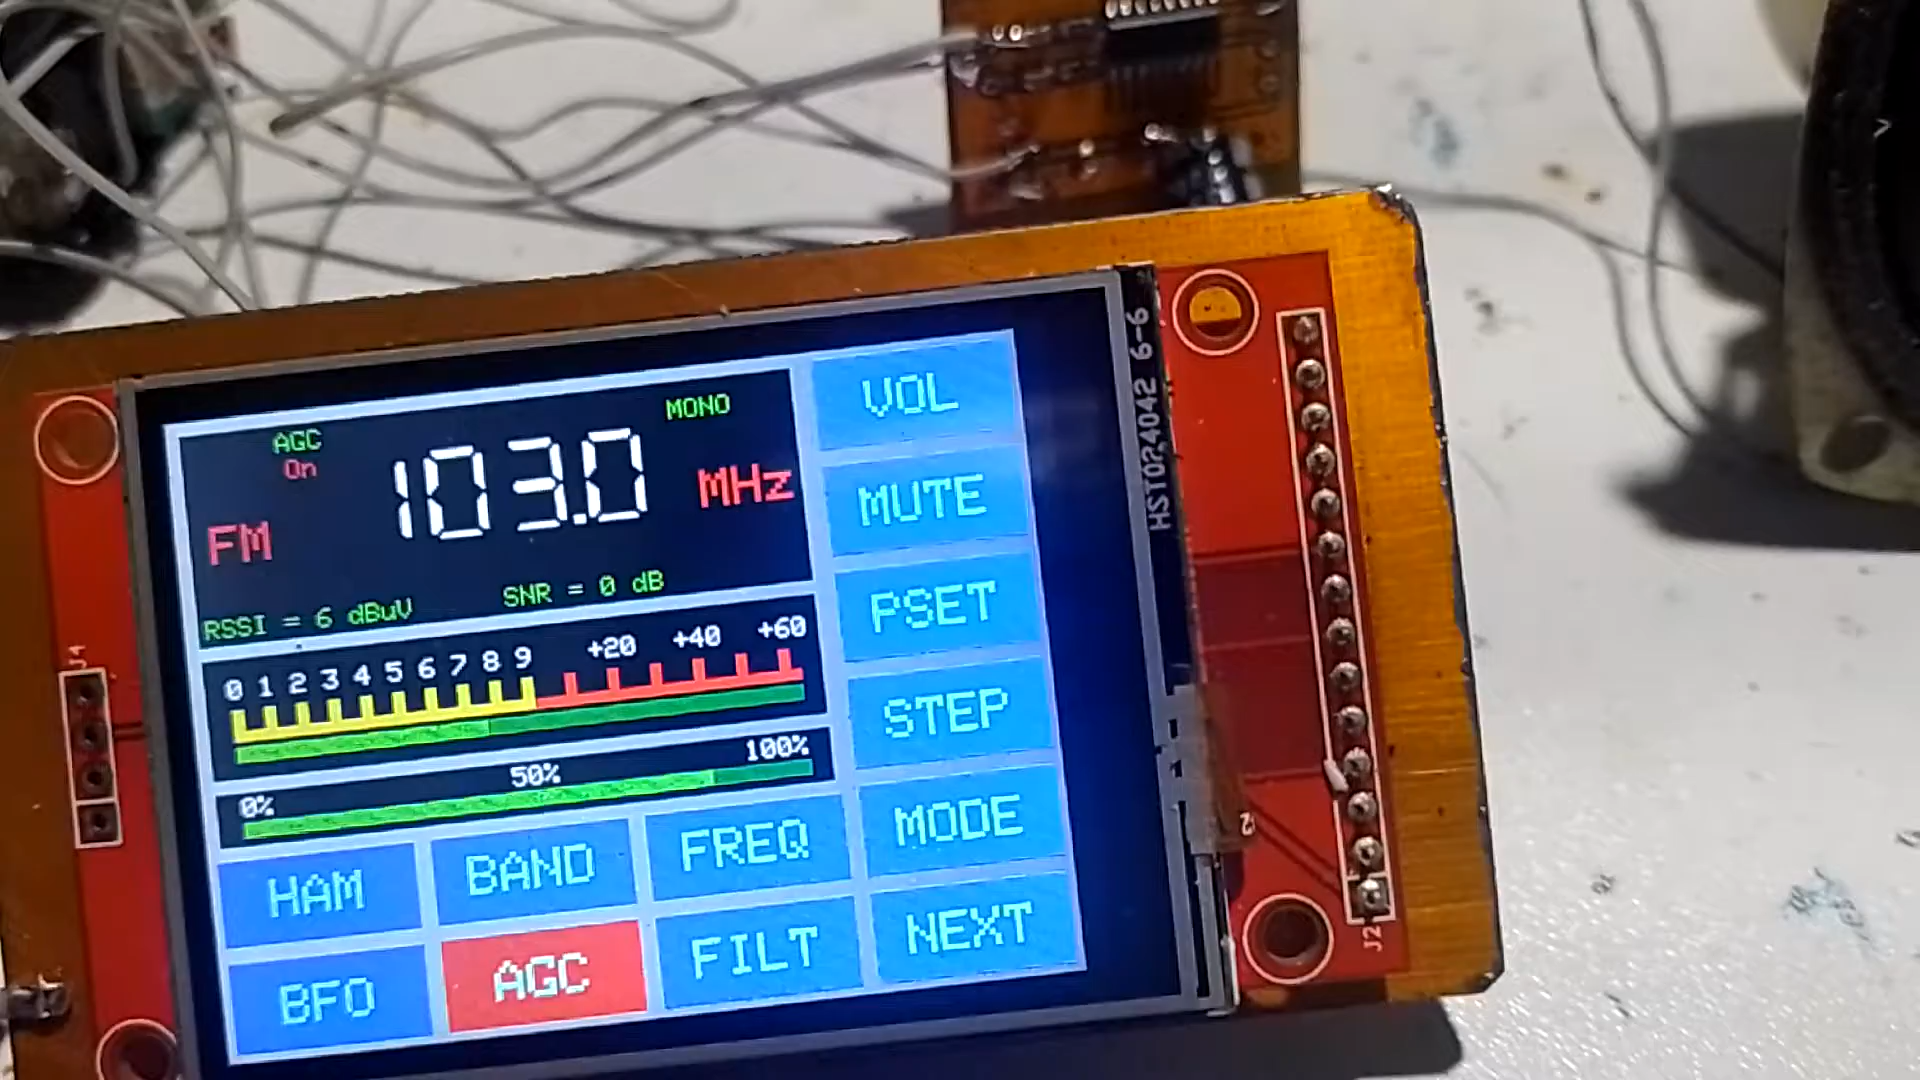 AGC
On
MONO
FM
103.0
MHz
RSSI = 6 dBuV
SNR = 0 dB
0 1 2 3 4 5 6 7 8 9 +20 +40 +60
0% 50% 100%
VOL
MUTE
PSET
STEP
MODE
NEXT
HAM
BAND
FREQ
BFO
AGC
FILT
HST024042 6-6
J4
J2